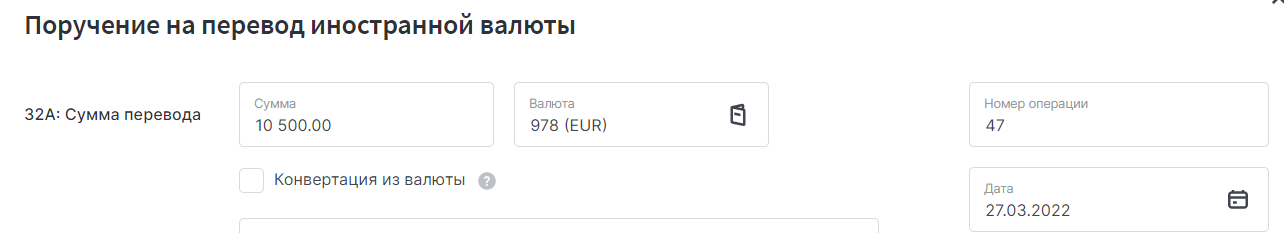 Поручение на перевод иностранной валюты
32А: Сумма перевода
Сумма
10 500.00
Валюта
978 (EUR)
Номер операции
47
Конвертация из валюты ?
Дата
27.03.2022